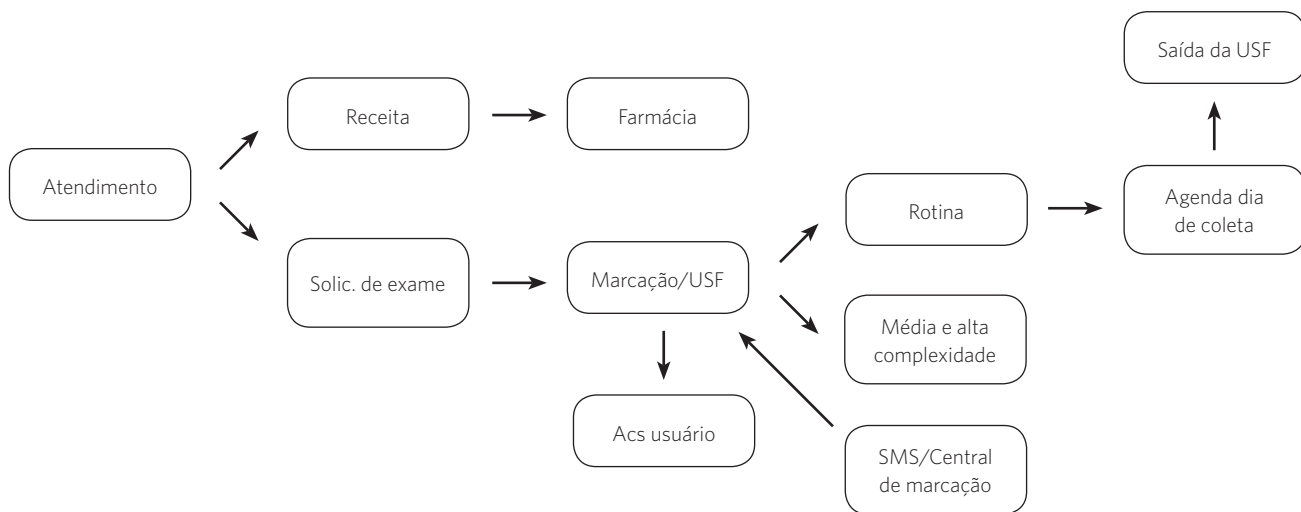 Saída da USF
Receita
Farmácia
Atendimento
Rotina
Agenda dia
de coleta
Solic. de exame
Marcação/USF
Média e alta
complexidade
Acs usuário
SMS/Central
de marcação